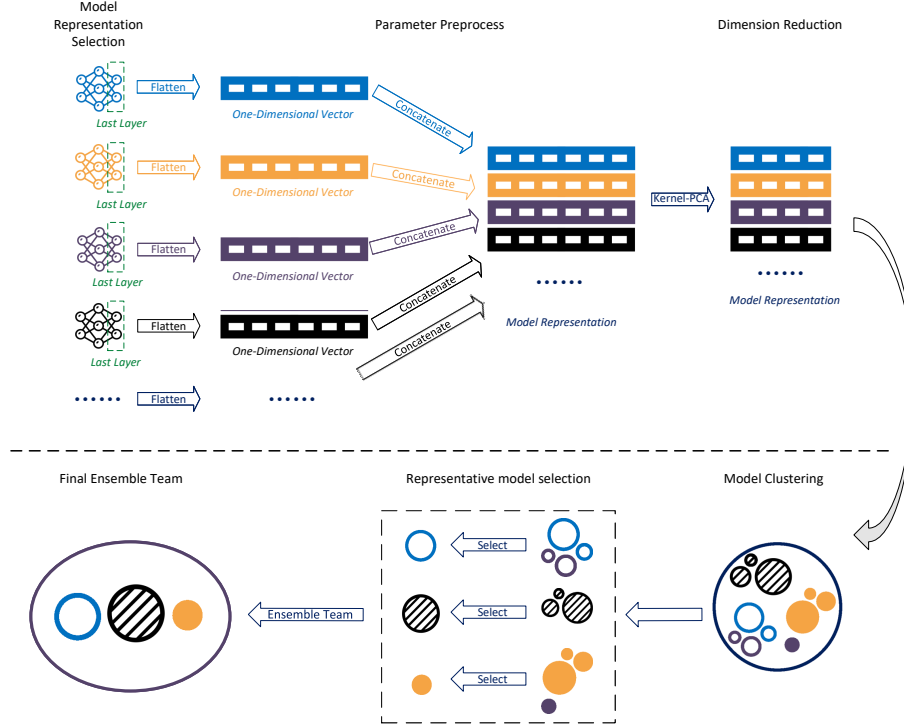 Model
Representation
Selection
Parameter Preprocess
Dimension Reduction
Flatten
Last Layer
One-Dimensional Vector
Concatenate
Flatten
Last Layer
One-Dimensional Vector
Concatenate
Flatten
Last Layer
One-Dimensional Vector
Concatenate
Flatten
Last Layer
One-Dimensional Vector
Concatenate
Concatenate
......
Flatten
......
......
Model Representation
Kernel-PCA
......
Model Representation
Final Ensemble Team
Representative model selection
Model Clustering
Select
Select
Select
Ensemble Team